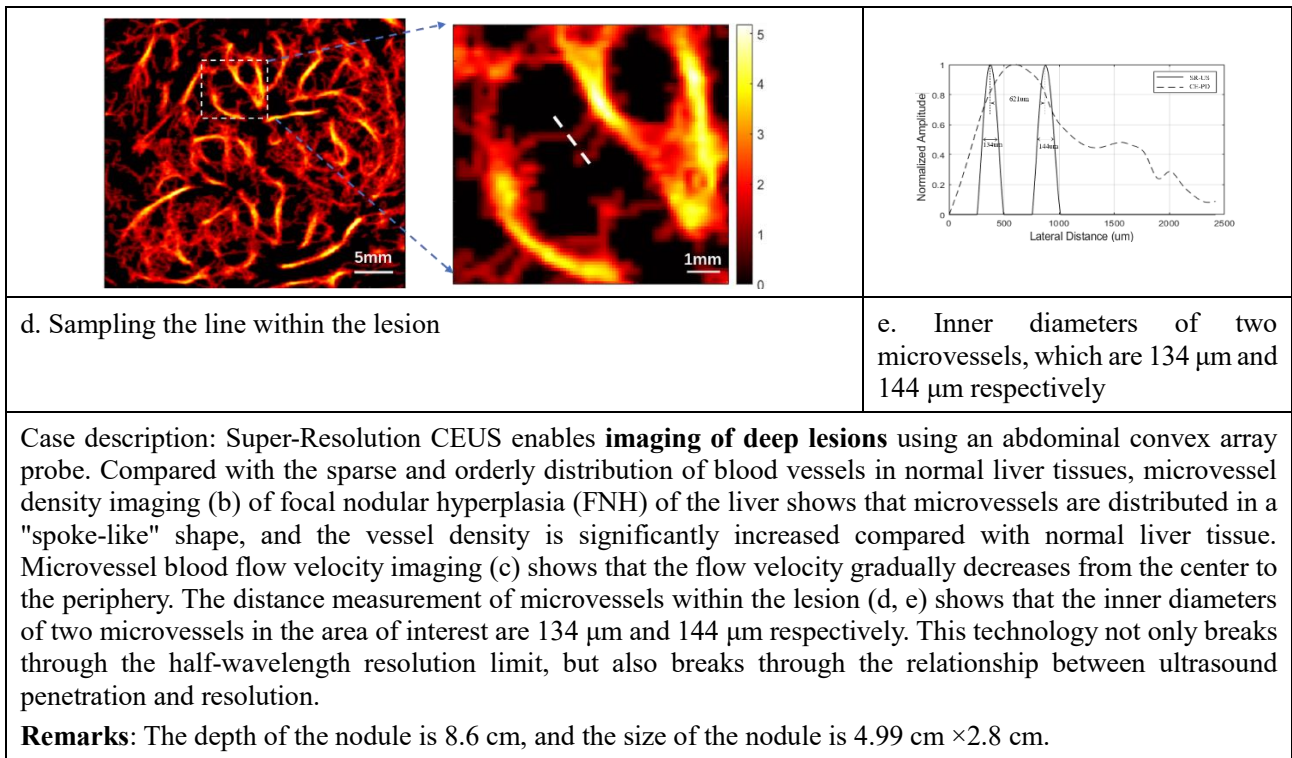 5mm
1mm
5
4
3
2
1
0
Normalized Amplitude
1
0.8
0.6
0.4
0.2
0
0
500
1000
1500
2000
2500
Lateral Distance (um)
SR-US
CE-PD
621um
134um
144um
d. Sampling the line within the lesion
e. Inner diameters of two
microvessels, which are 134 μm and
144 μm respectively
Case description: Super-Resolution CEUS enables imaging of deep lesions using an abdominal convex array
probe. Compared with the sparse and orderly distribution of blood vessels in normal liver tissues, microvessel
density imaging (b) of focal nodular hyperplasia (FNH) of the liver shows that microvessels are distributed in a
"spoke-like" shape, and the vessel density is significantly increased compared with normal liver tissue.
Microvessel blood flow velocity imaging (c) shows that the flow velocity gradually decreases from the center to
the periphery. The distance measurement of microvessels within the lesion (d, e) shows that the inner diameters
of two microvessels in the area of interest are 134 μm and 144 μm respectively. This technology not only breaks
through the half-wavelength resolution limit, but also breaks through the relationship between ultrasound
penetration and resolution.
Remarks: The depth of the nodule is 8.6 cm, and the size of the nodule is 4.99 cm ×2.8 cm.